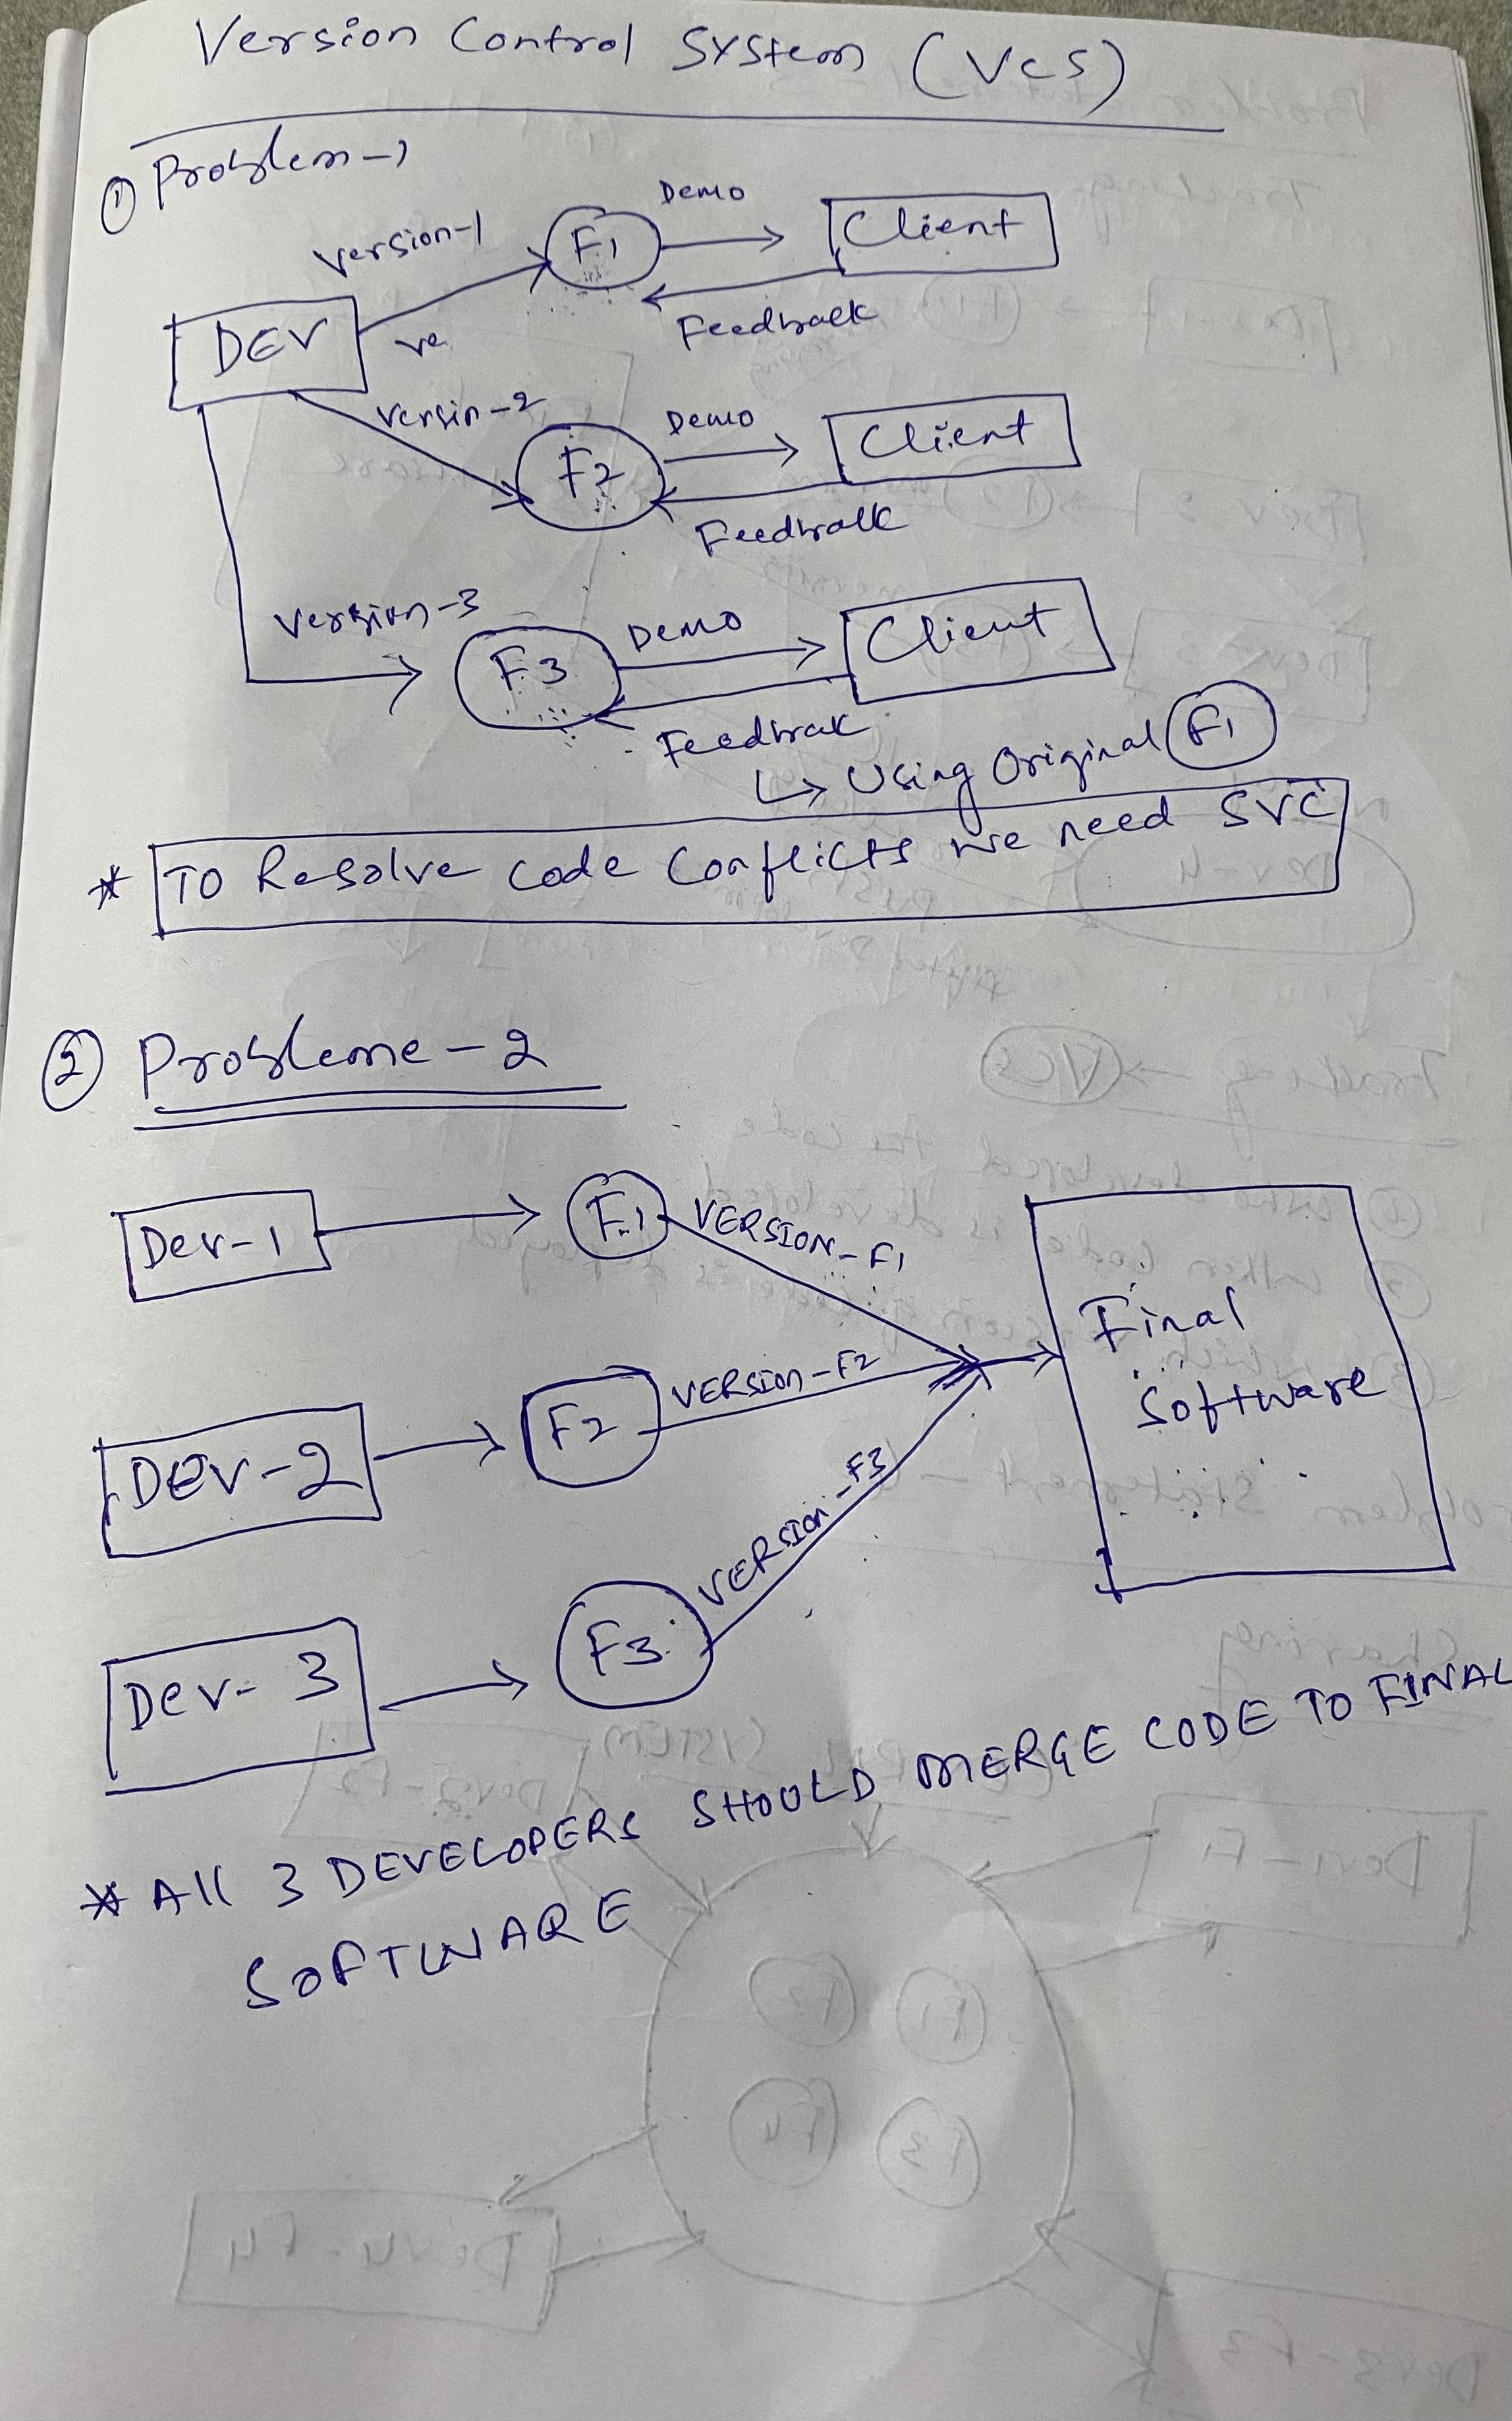 Version Control System (VCS)
① Problem-1
Version-1
F1
Demo
Client
Feedback
DEV
ve
Versin-2
F2
Demo
Client
Feedback
Version-3
F3
DEMO
Client
Feedback
↳ Using Original F1
* TO Resolve code Conflicts we need SVC
② Probleme-2
Dev-1
F1
VERSION-F1
Final
Software
DEV-2
F2
VERSION-F2
Dev-3
F3
VERSION-F3
* All 3 DEVELOPERS SHOULD MERGE CODE TO FINAL
SOFTWARE